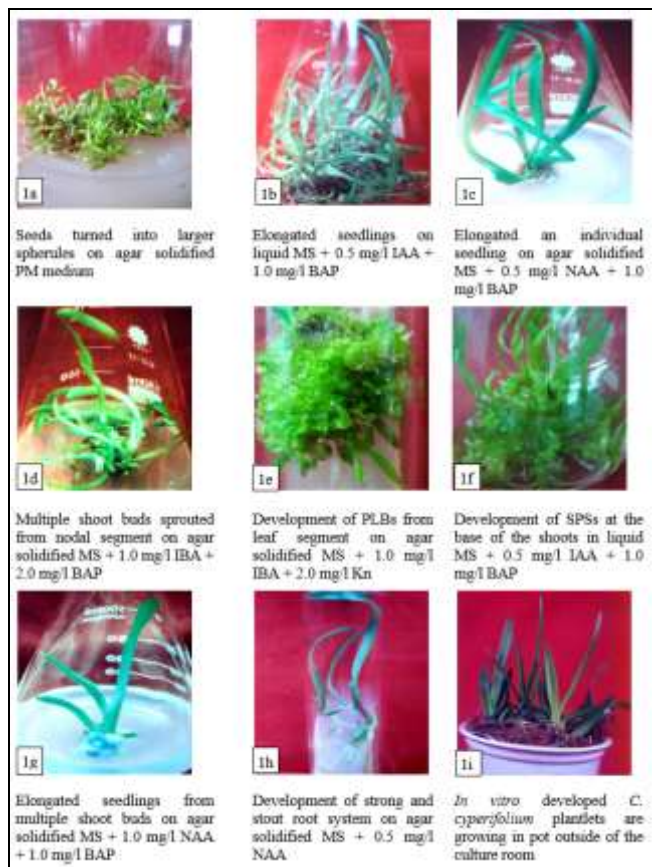 1a
1b
1c
Seeds turned into larger
spherules on agar solidified
PM medium
Elongated seedlings on
liquid MS + 0.5 mg/l IAA +
1.0 mg/l BAP
Elongated an individual
seedling on agar solidified
MS + 0.5 mg/l NAA + 1.0
mg/l BAP
1d
1e
1f
Multiple shoot buds sprouted
from nodal segment on agar
solidified MS + 1.0 mg/l IBA +
2.0 mg/l BAP
Development of PLBs from
leaf segment on agar
solidified MS + 1.0 mg/l
IBA + 2.0 mg/l Kn
Development of SPSs at the
base of the shoots in liquid
MS + 0.5 mg/l IAA + 1.0
mg/l BAP
1g
1h
1i
Elongated seedlings from
multiple shoot buds on agar
solidified MS + 1.0 mg/l NAA
+ 1.0 mg/l BAP
Development of strong and
stout root system on agar
solidified MS + 0.5 mg/l
NAA
In vitro developed C.
cyperifolium plantlets are
growing in pot outside of the
culture room